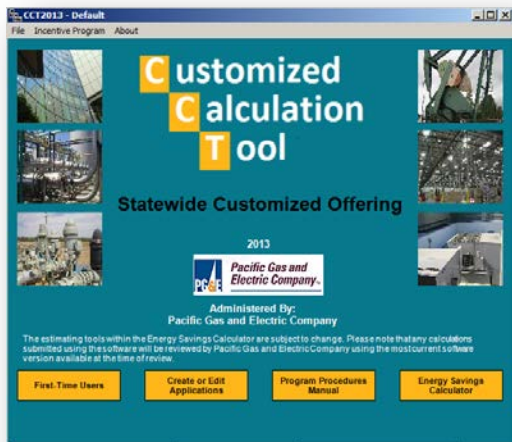 CCT2013 - Default
File Incentive Program About
Customized
Calculation
Tool
Statewide Customized Offering
2013
PG&E
Pacific Gas and
Electric Company
Administered By:
Pacific Gas and Electric Company
The estimating tools within the Energy Savings Calculator are subject to change. Please note that any calculations
submitted using the software will be reviewed by Pacific Gas and Electric Company using the most current software
version available at the time of review.
First-Time Users
Create or Edit
Applications
Program Procedures
Manual
Energy Savings
Calculator